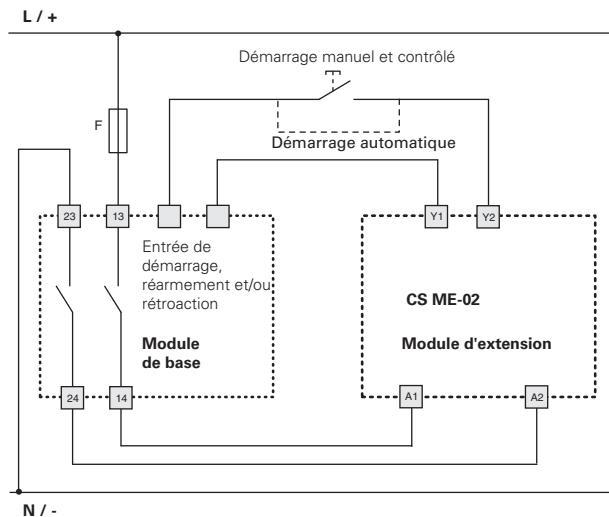 L / +
Démarrage manuel et contrôlé
F
Démarrage automatique
23
13
Y1
Y2
Entrée de
démarrage,
réarmement et/ou
rétroaction
CS ME-02
Module
de base
Module d'extension
24
14
A1
A2
N / -